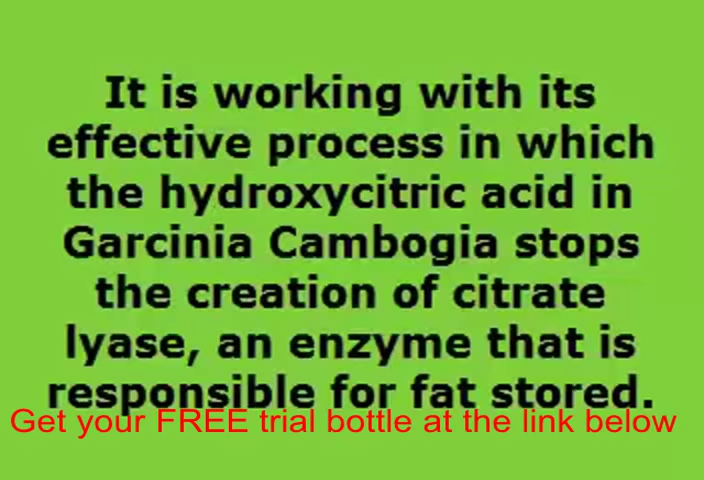 It is working with its
effective process in which
the hydroxycitric acid in
Garcinia Cambogia stops
the creation of citrate
lyase, an enzyme that is
responsible for fat stored.
Get your FREE trial bottle at the link below